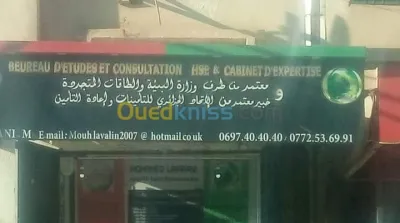 BEUREAU D'ETUDES ET CONSULTATION HSE & CABINET D'EXPERTISE
معتمد من طرف وزارة البيئة والطاقات المتجددة
و
خبير معتمد من الاتحاد الجزائري للتأمينات وإعادة التأمين
ANI . M E mail : Mouhlavalin2007 @ hotmail co uk 0697.40.40.40 / 0772.53.69.91
Ouedkniss.com